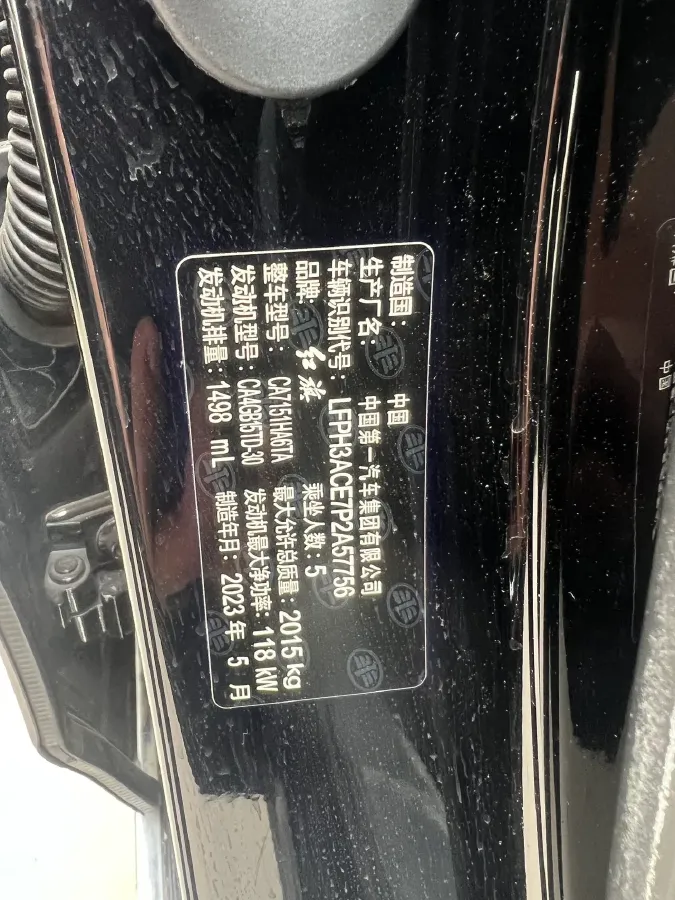 制造国: 中国
生产厂名: 中国第一汽车集团有限公司
车辆识别代号: LFPH3ACE7P2A57756
品牌: 红旗 乘坐人数: 5
整车型号: CA7151HA6TA 最大允许总质量: 2015 kg
发动机型号: CA4GB15TD-30 发动机最大净功率: 118 kW
发动机排量: 1498 mL 制造年月: 2023 年 5 月
中国